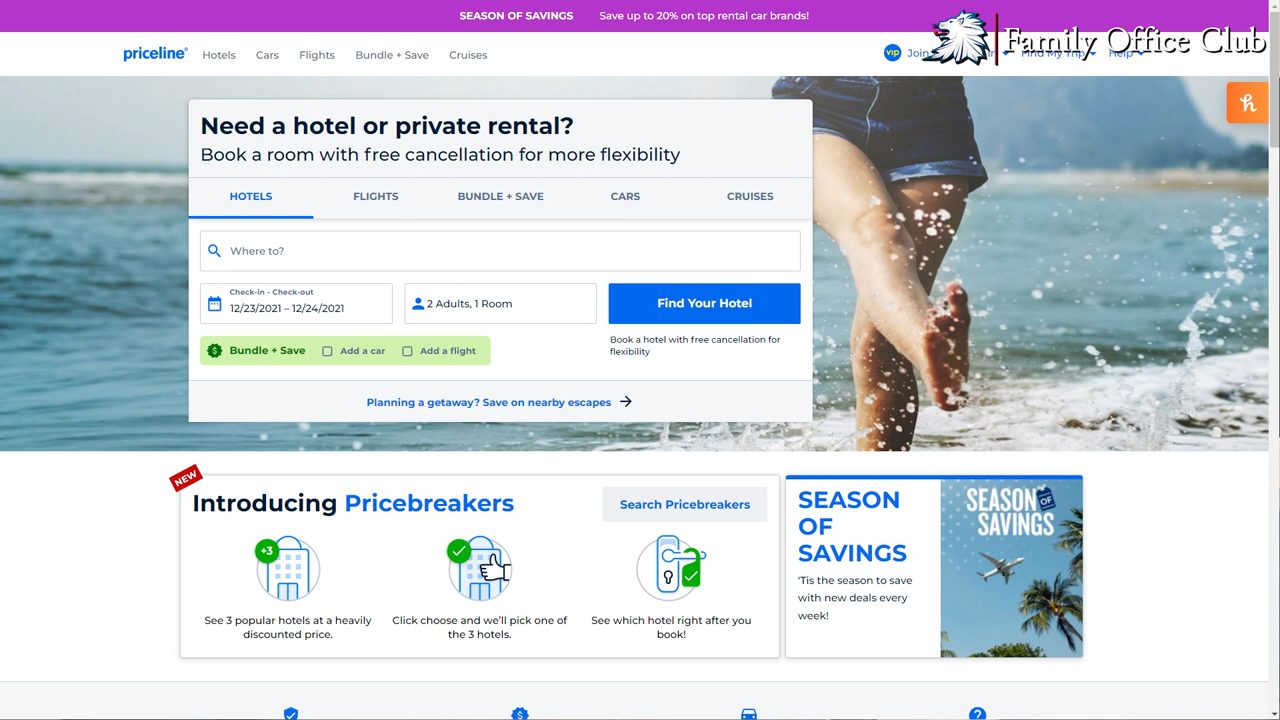 SEASON OF SAVINGS Save up to 20% on top rental car brands!
Family Office Club
priceline Hotels Cars Flights Bundle + Save Cruises
VIP Join Find My Trip Help
Need a hotel or private rental?
Book a room with free cancellation for more flexibility
HOTELS FLIGHTS BUNDLE + SAVE CARS CRUISES
Where to?
Check-in - Check-out
12/23/2021 – 12/24/2021
2 Adults, 1 Room
Find Your Hotel
Bundle + Save Add a car Add a flight
Book a hotel with free cancellation for
flexibility
Planning a getaway? Save on nearby escapes
NEW
Introducing Pricebreakers
Search Pricebreakers
+3
See 3 popular hotels at a heavily
discounted price.
Click choose and we'll pick one of
the 3 hotels.
See which hotel right after you
book!
SEASON
OF
SAVINGS
'Tis the season to save
with new deals every
week!
SEASON
OF
SAVINGS